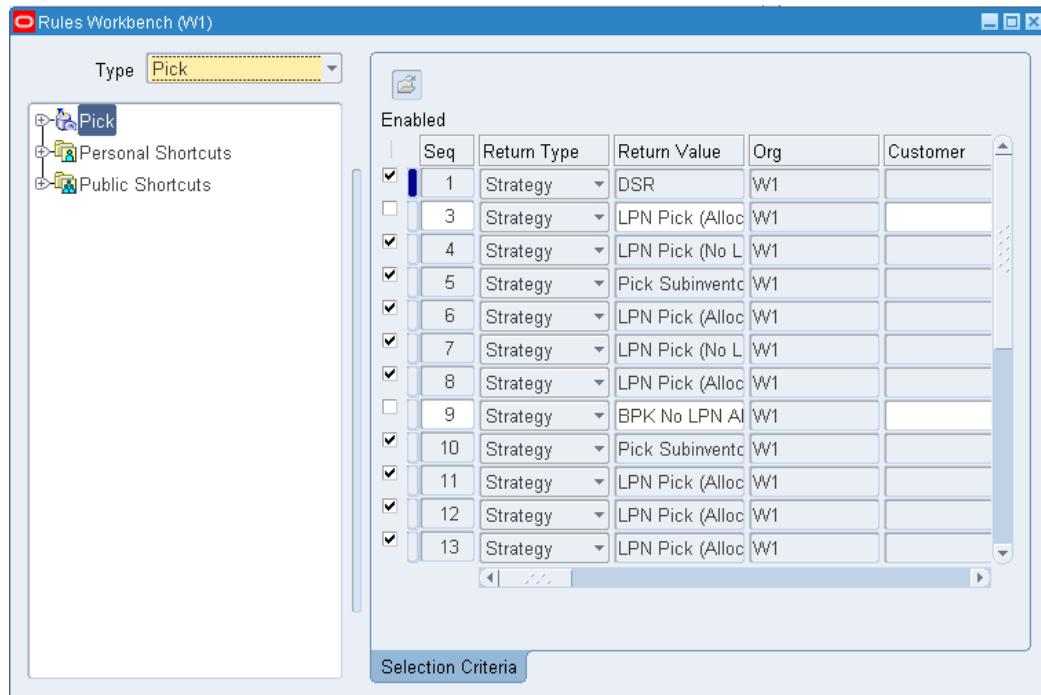 Rules Workbench (W1)
Type Pick
Pick
Personal Shortcuts
Public Shortcuts
Enabled
Seq Return Type Return Value Org Customer
1 Strategy DSR W1
3 Strategy LPN Pick (Alloc W1
4 Strategy LPN Pick (No L W1
5 Strategy Pick Subinvento W1
6 Strategy LPN Pick (Alloc W1
7 Strategy LPN Pick (No L W1
8 Strategy LPN Pick (Alloc W1
9 Strategy BPK No LPN Al W1
10 Strategy Pick Subinvento W1
11 Strategy LPN Pick (Alloc W1
12 Strategy LPN Pick (Alloc W1
13 Strategy LPN Pick (Alloc W1
Selection Criteria